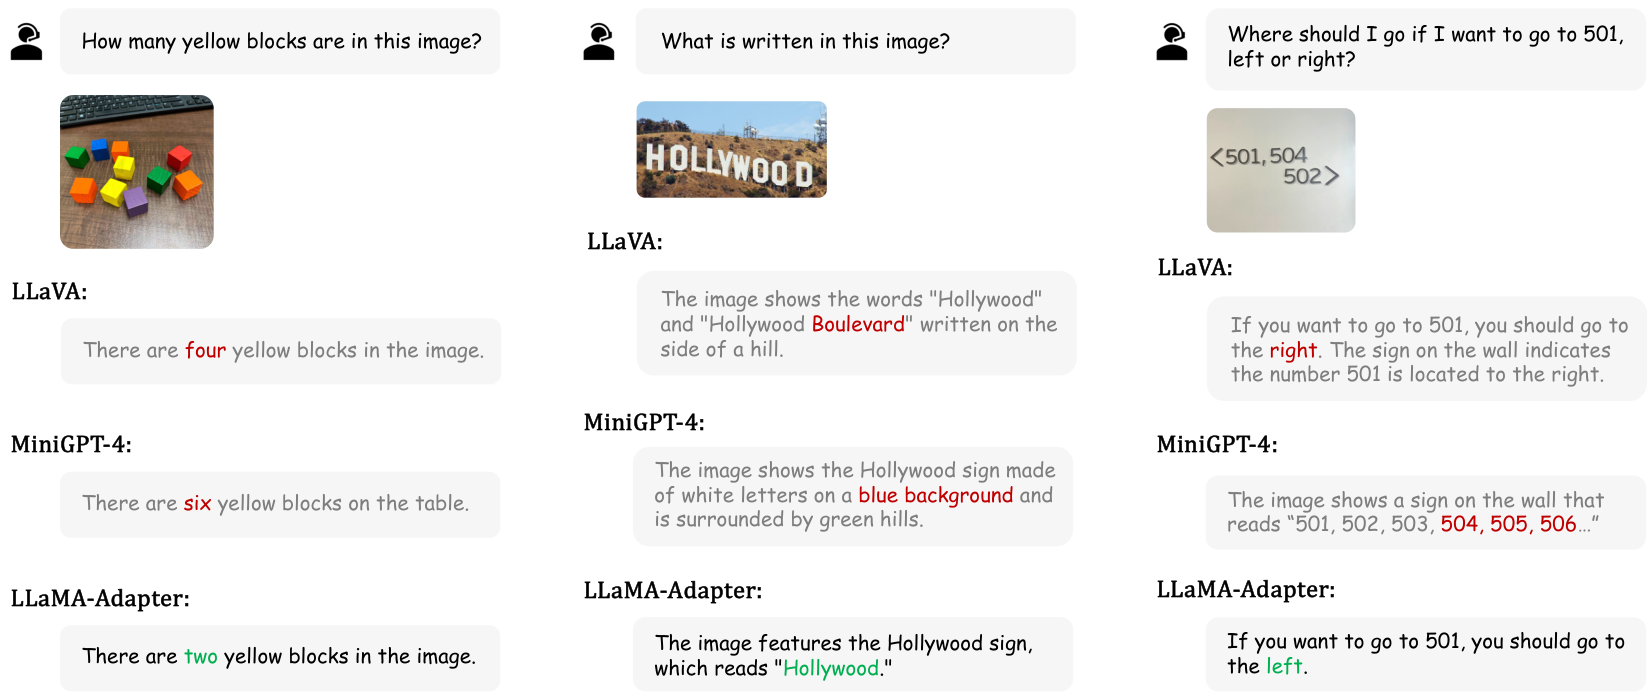 How many yellow blocks are in this image?
LLaVA:
There are four yellow blocks in the image.
MiniGPT-4:
There are six yellow blocks on the table.
LLaMA-Adapter:
There are two yellow blocks in the image.
What is written in this image?
HOLLYWOOD
LLaVA:
The image shows the words "Hollywood"
and "Hollywood Boulevard" written on the
side of a hill.
MiniGPT-4:
The image shows the Hollywood sign made
of white letters on a blue background and
is surrounded by green hills.
LLaMA-Adapter:
The image features the Hollywood sign,
which reads "Hollywood."
Where should I go if I want to go to 501,
left or right?
<501, 504
502>
LLaVA:
If you want to go to 501, you should go to
the right. The sign on the wall indicates
the number 501 is located to the right.
MiniGPT-4:
The image shows a sign on the wall that
reads “501, 502, 503, 504, 505, 506…”
LLaMA-Adapter:
If you want to go to 501, you should go to
the left.